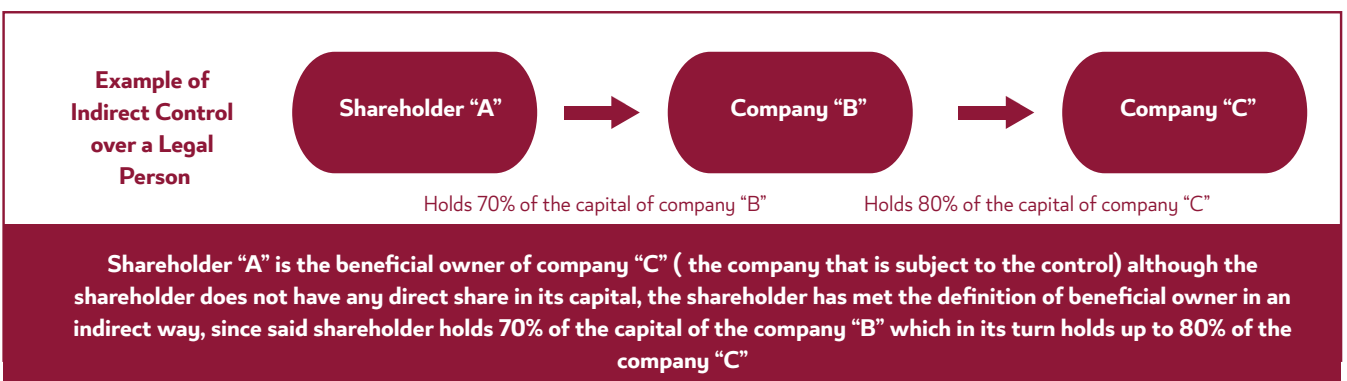 Example of
Indirect Control
over a Legal
Person
Shareholder “A”
Company “B”
Company “C”
Holds 70% of the capital of company “B”
Holds 80% of the capital of company “C”
Shareholder “A” is the beneficial owner of company “C” ( the company that is subject to the control) although the
shareholder does not have any direct share in its capital, the shareholder has met the definition of beneficial owner in an
indirect way, since said shareholder holds 70% of the capital of the company “B” which in its turn holds up to 80% of the
company “C”